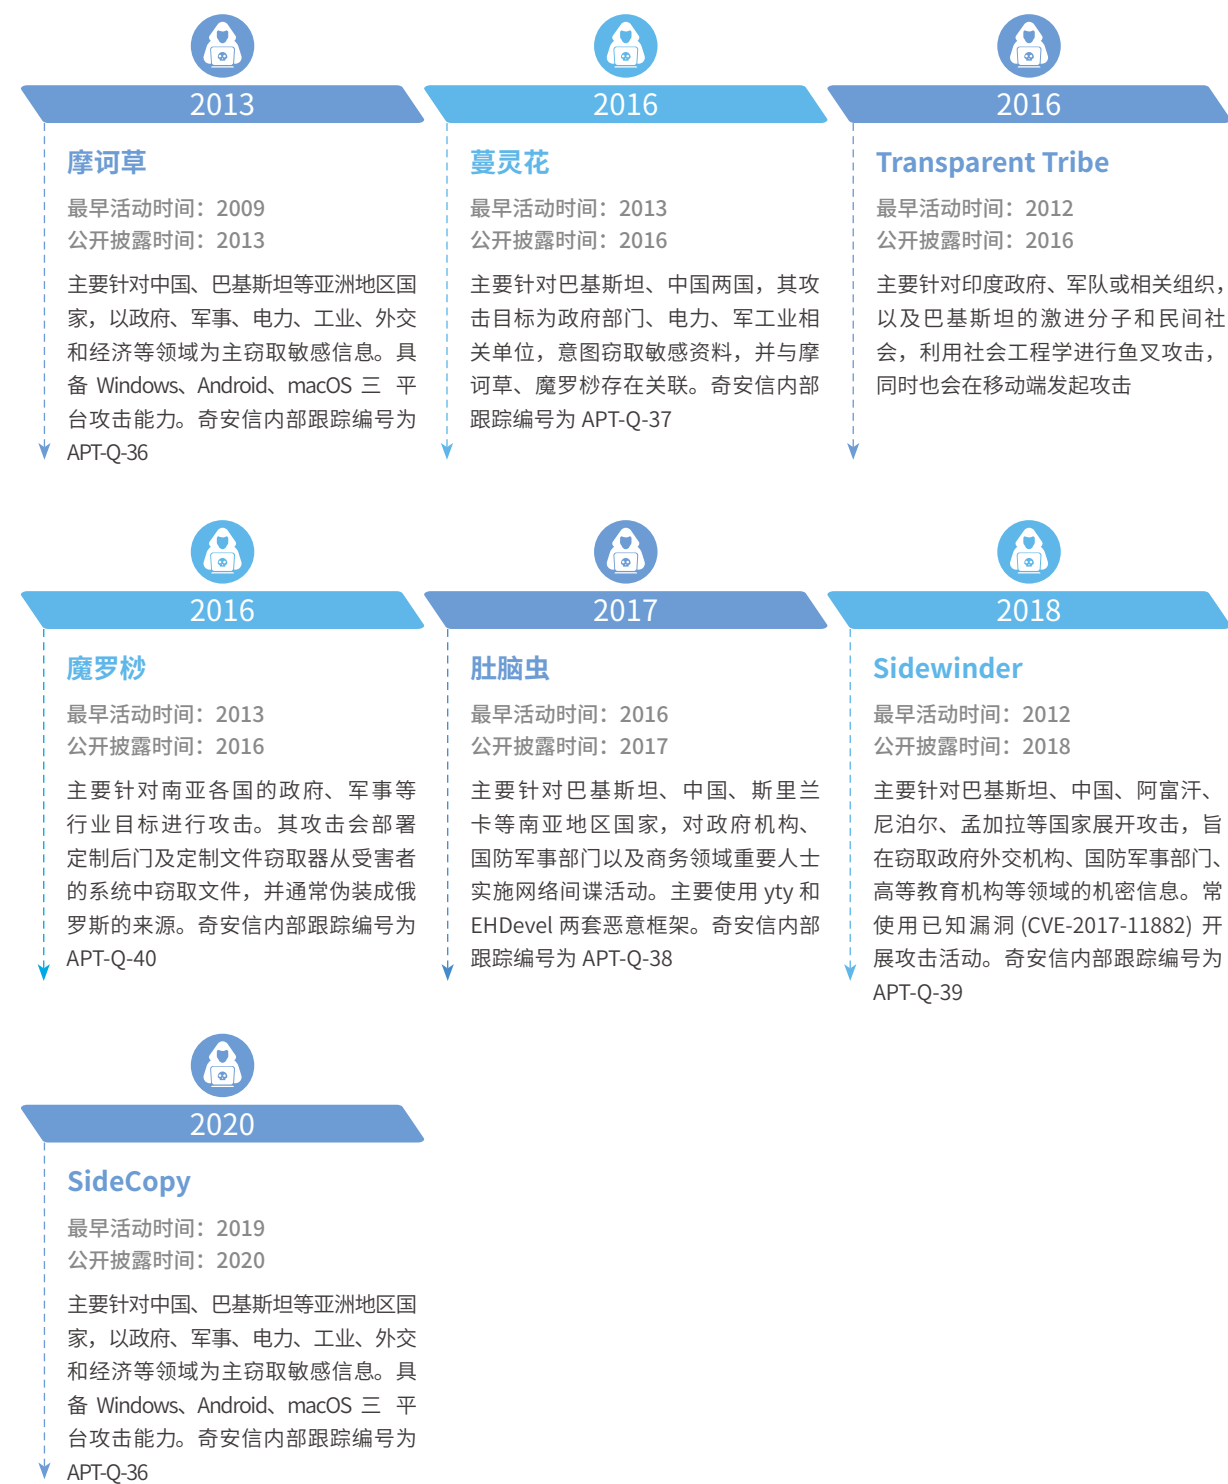 2013
摩诃草
最早活动时间：2009
公开披露时间：2013
主要针对中国、巴基斯坦等亚洲地区国
家，以政府、军事、电力、工业、外交
和经济等领域为主窃取敏感信息。具
备 Windows、Android、macOS 三 平
台攻击能力。奇安信内部跟踪编号为
APT-Q-36
2016
蔓灵花
最早活动时间：2013
公开披露时间：2016
主要针对巴基斯坦、中国两国，其攻
击目标为政府部门、电力、军工业相
关单位，意图窃取敏感资料，并与摩
诃草、魔罗桫存在关联。奇安信内部
跟踪编号为 APT-Q-37
2016
Transparent Tribe
最早活动时间：2012
公开披露时间：2016
主要针对印度政府、军队或相关组织，
以及巴基斯坦的激进分子和民间社
会，利用社会工程学进行鱼叉攻击，
同时也会在移动端发起攻击
2016
魔罗桫
最早活动时间：2013
公开披露时间：2016
主要针对南亚各国的政府、军事等
行业目标进行攻击。其攻击会部署
定制后门及定制文件窃取器从受害者
的系统中窃取文件，并通常伪装成俄
罗斯的来源。奇安信内部跟踪编号为
APT-Q-40
2017
肚脑虫
最早活动时间：2016
公开披露时间：2017
主要针对巴基斯坦、中国、斯里兰
卡等南亚地区国家，对政府机构、
国防军事部门以及商务领域重要人士
实施网络间谍活动。主要使用 yty 和
EHDevel 两套恶意框架。奇安信内部
跟踪编号为 APT-Q-38
2018
Sidewinder
最早活动时间：2012
公开披露时间：2018
主要针对巴基斯坦、中国、阿富汗、
尼泊尔、孟加拉等国家展开攻击，旨
在窃取政府外交机构、国防军事部门、
高等教育机构等领域的机密信息。常
使用已知漏洞 (CVE-2017-11882) 开
展攻击活动。奇安信内部跟踪编号为
APT-Q-39
2020
SideCopy
最早活动时间：2019
公开披露时间：2020
主要针对中国、巴基斯坦等亚洲地区国
家，以政府、军事、电力、工业、外交
和经济等领域为主窃取敏感信息。具
备 Windows、Android、macOS 三 平
台攻击能力。奇安信内部跟踪编号为
APT-Q-36